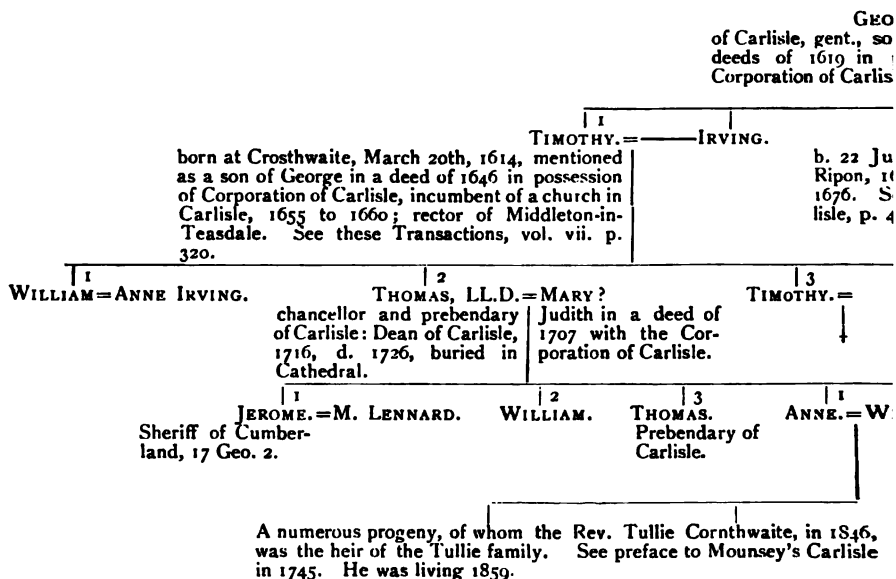 GEO
of Carlisle, gent., so
deeds of 1619 in
Corporation of Carlis
1
TIMOTHY.=——IRVING.
born at Crosthwaite, March 20th, 1614, mentioned
as a son of George in a deed of 1646 in possession
of Corporation of Carlisle, incumbent of a church in
Carlisle, 1655 to 1660; rector of Middleton-in-
Teasdale. See these Transactions, vol. vii. p.
320.
b. 22 Ju
Ripon, 16
1676. S
lisle, p. 4
1 2 3
WILLIAM=ANNE IRVING. THOMAS, LL.D.=MARY? TIMOTHY.=
chancellor and prebendary
of Carlisle: Dean of Carlisle,
1716, d. 1726, buried in
Cathedral.
Judith in a deed of
1707 with the Cor-
poration of Carlisle.
1 2 3 1
JEROME.=M. LENNARD. WILLIAM. THOMAS. ANNE.=W
Sheriff of Cumber-
land, 17 Geo. 2.
Prebendary of
Carlisle.
A numerous progeny, of whom the Rev. Tullie Cornthwaite, in 1846,
was the heir of the Tullie family. See preface to Mounsey's Carlisle
in 1745. He was living 1859.